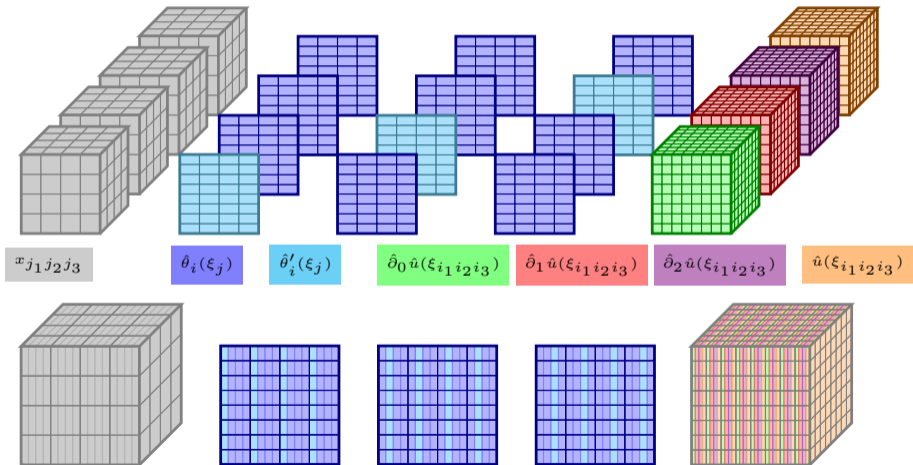 x_{j_1 j_2 j_3}
\hat{\theta}_i(\xi_j)
\hat{\theta}'_i(\xi_j)
\hat{\partial}_0 \hat{u}(\xi_{i_1 i_2 i_3})
\hat{\partial}_1 \hat{u}(\xi_{i_1 i_2 i_3})
\hat{\partial}_2 \hat{u}(\xi_{i_1 i_2 i_3})
\hat{u}(\xi_{i_1 i_2 i_3})